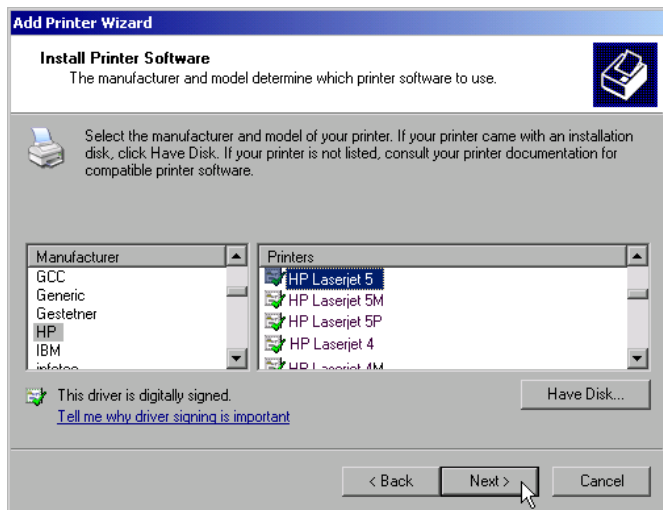 Add Printer Wizard
Install Printer Software
The manufacturer and model determine which printer software to use.
Select the manufacturer and model of your printer. If your printer came with an installation
disk, click Have Disk. If your printer is not listed, consult your printer documentation for
compatible printer software.
Manufacturer
GCC
Generic
Gestetner
HP
IBM
infotec
Printers
HP Laserjet 5
HP Laserjet 5M
HP Laserjet 5P
HP Laserjet 4
HP Laserjet 4M
This driver is digitally signed.
Tell me why driver signing is important
Have Disk...
< Back
Next >
Cancel